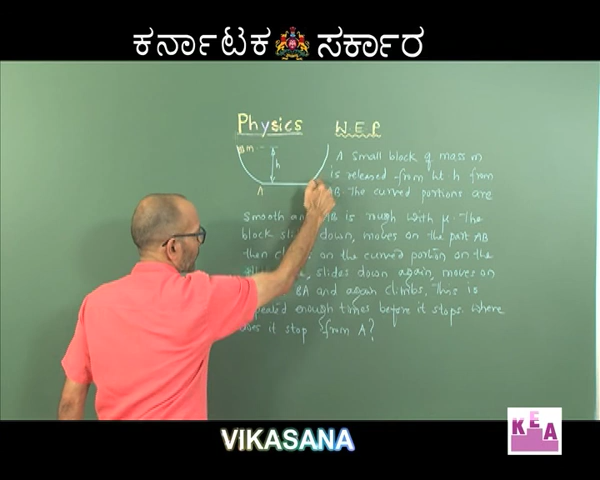 ಕರ್ನಾಟಕ ಸರ್ಕಾರ
Physics W.E.P
m
h
A
A small block of mass m
is released from ht. h from
AB. The curved portions are
smooth and AB is rough with μ. The
block slides down, moves on the part AB
then climbs on the curved portion on the
slides down again, moves on
BA and again climbs. This is
enough times before it stops. Where
it stop from A?
VIKASANA
KEA